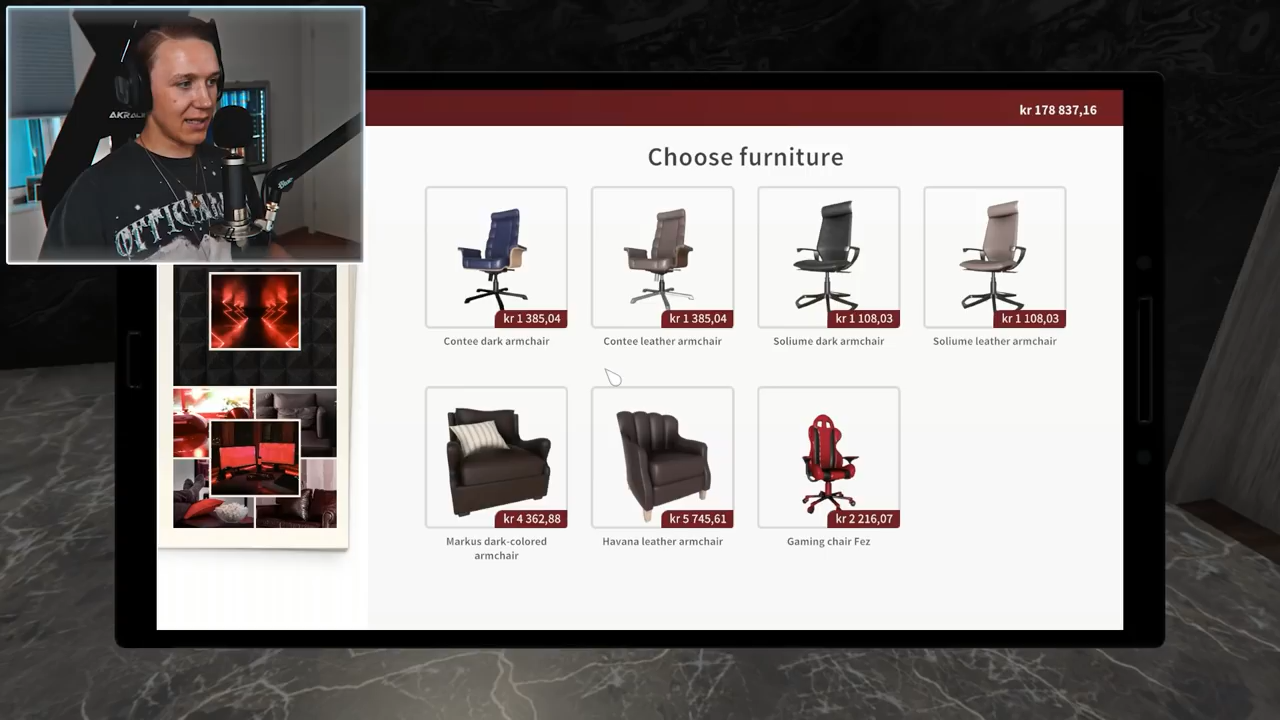 kr 178 837,16
Choose furniture
kr 1 385,04
kr 1 385,04
kr 1 108,03
kr 1 108,03
Contee dark armchair
Contee leather armchair
Soliume dark armchair
Soliume leather armchair
kr 4 362,88
kr 5 745,61
kr 2 216,07
Markus dark-colored
armchair
Havana leather armchair
Gaming chair Fez